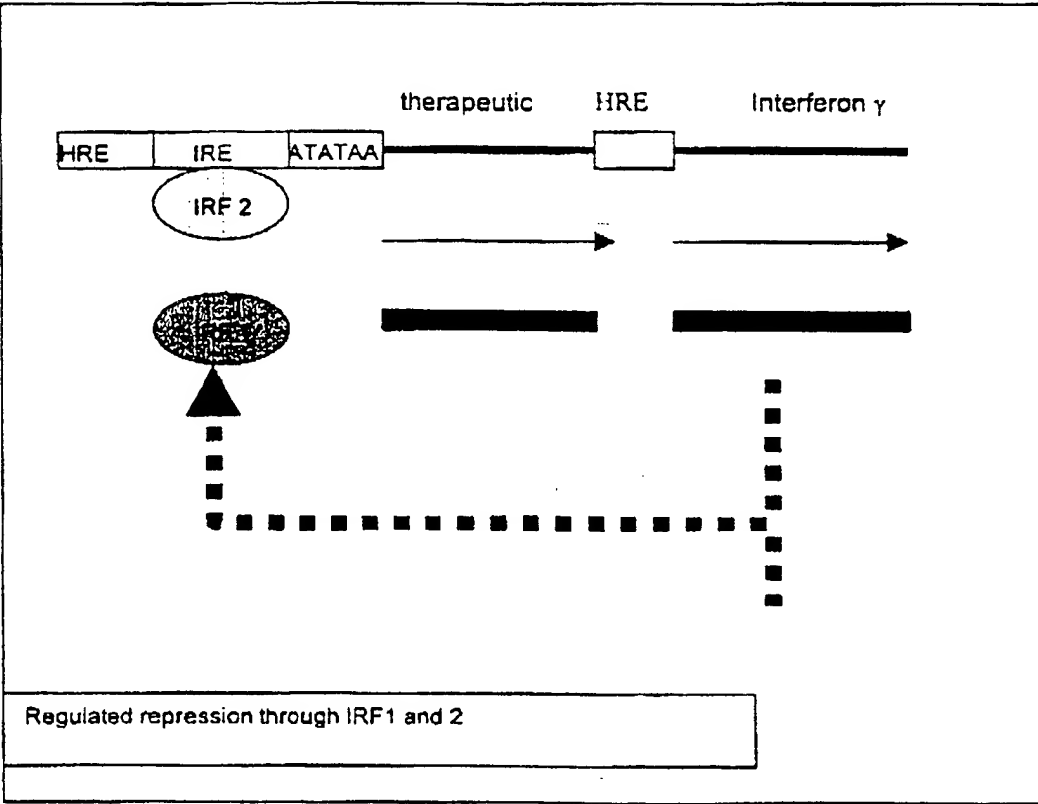 therapeutic HRE Interferon γ
HRE IRE ATATAA
IRF 2
Regulated repression through IRF1 and 2